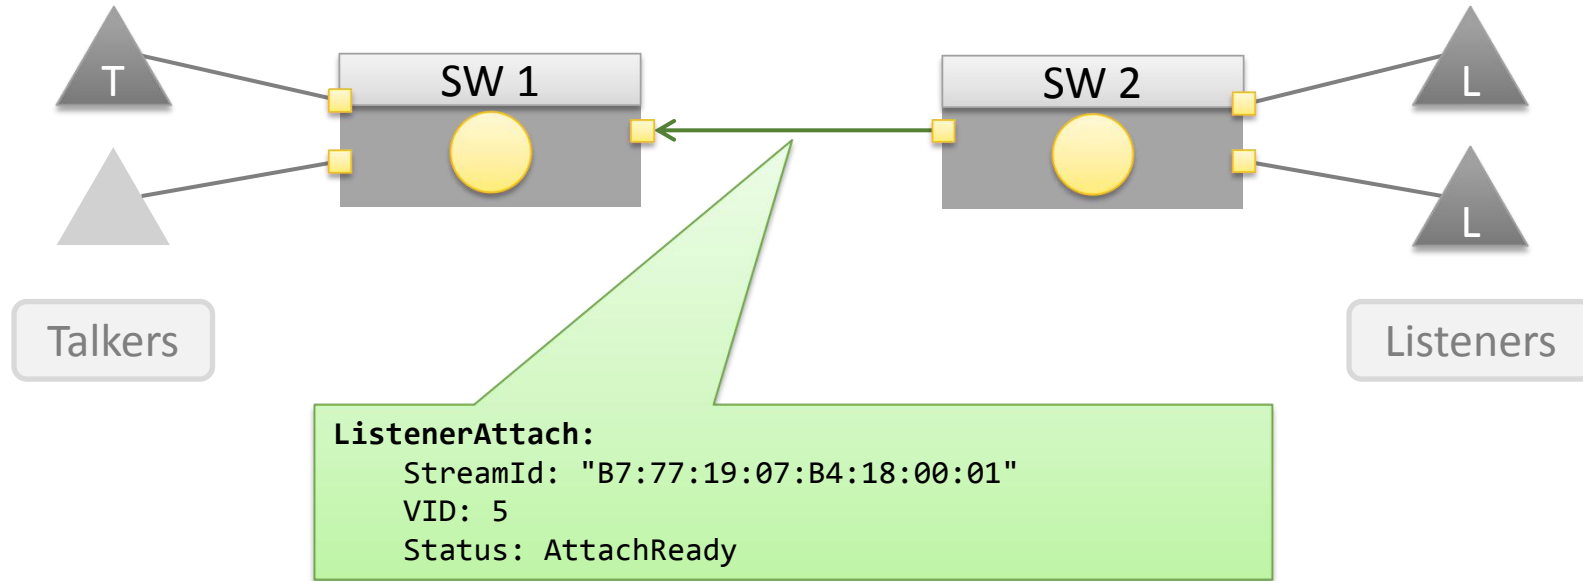 T
SW 1
SW 2
L
L
Talkers
Listeners
ListenerAttach:
StreamId: "B7:77:19:07:B4:18:00:01"
VID: 5
Status: AttachReady